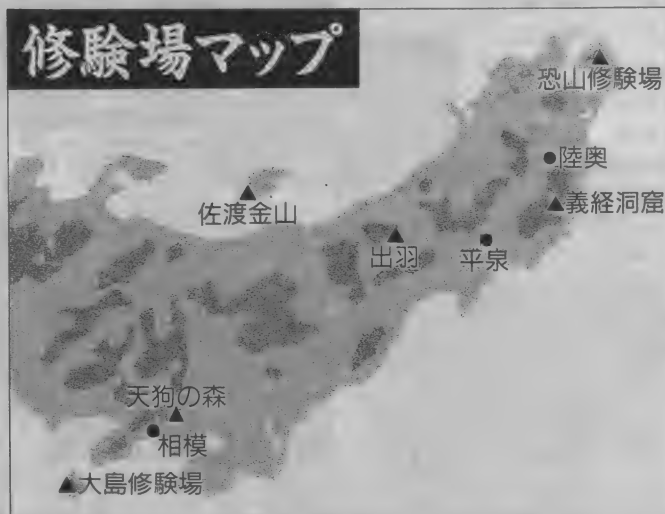 修験場マップ
恐山修験場
陸奥
佐渡金山
義経洞窟
出羽
平泉
天狗の森
相模
大島修験場